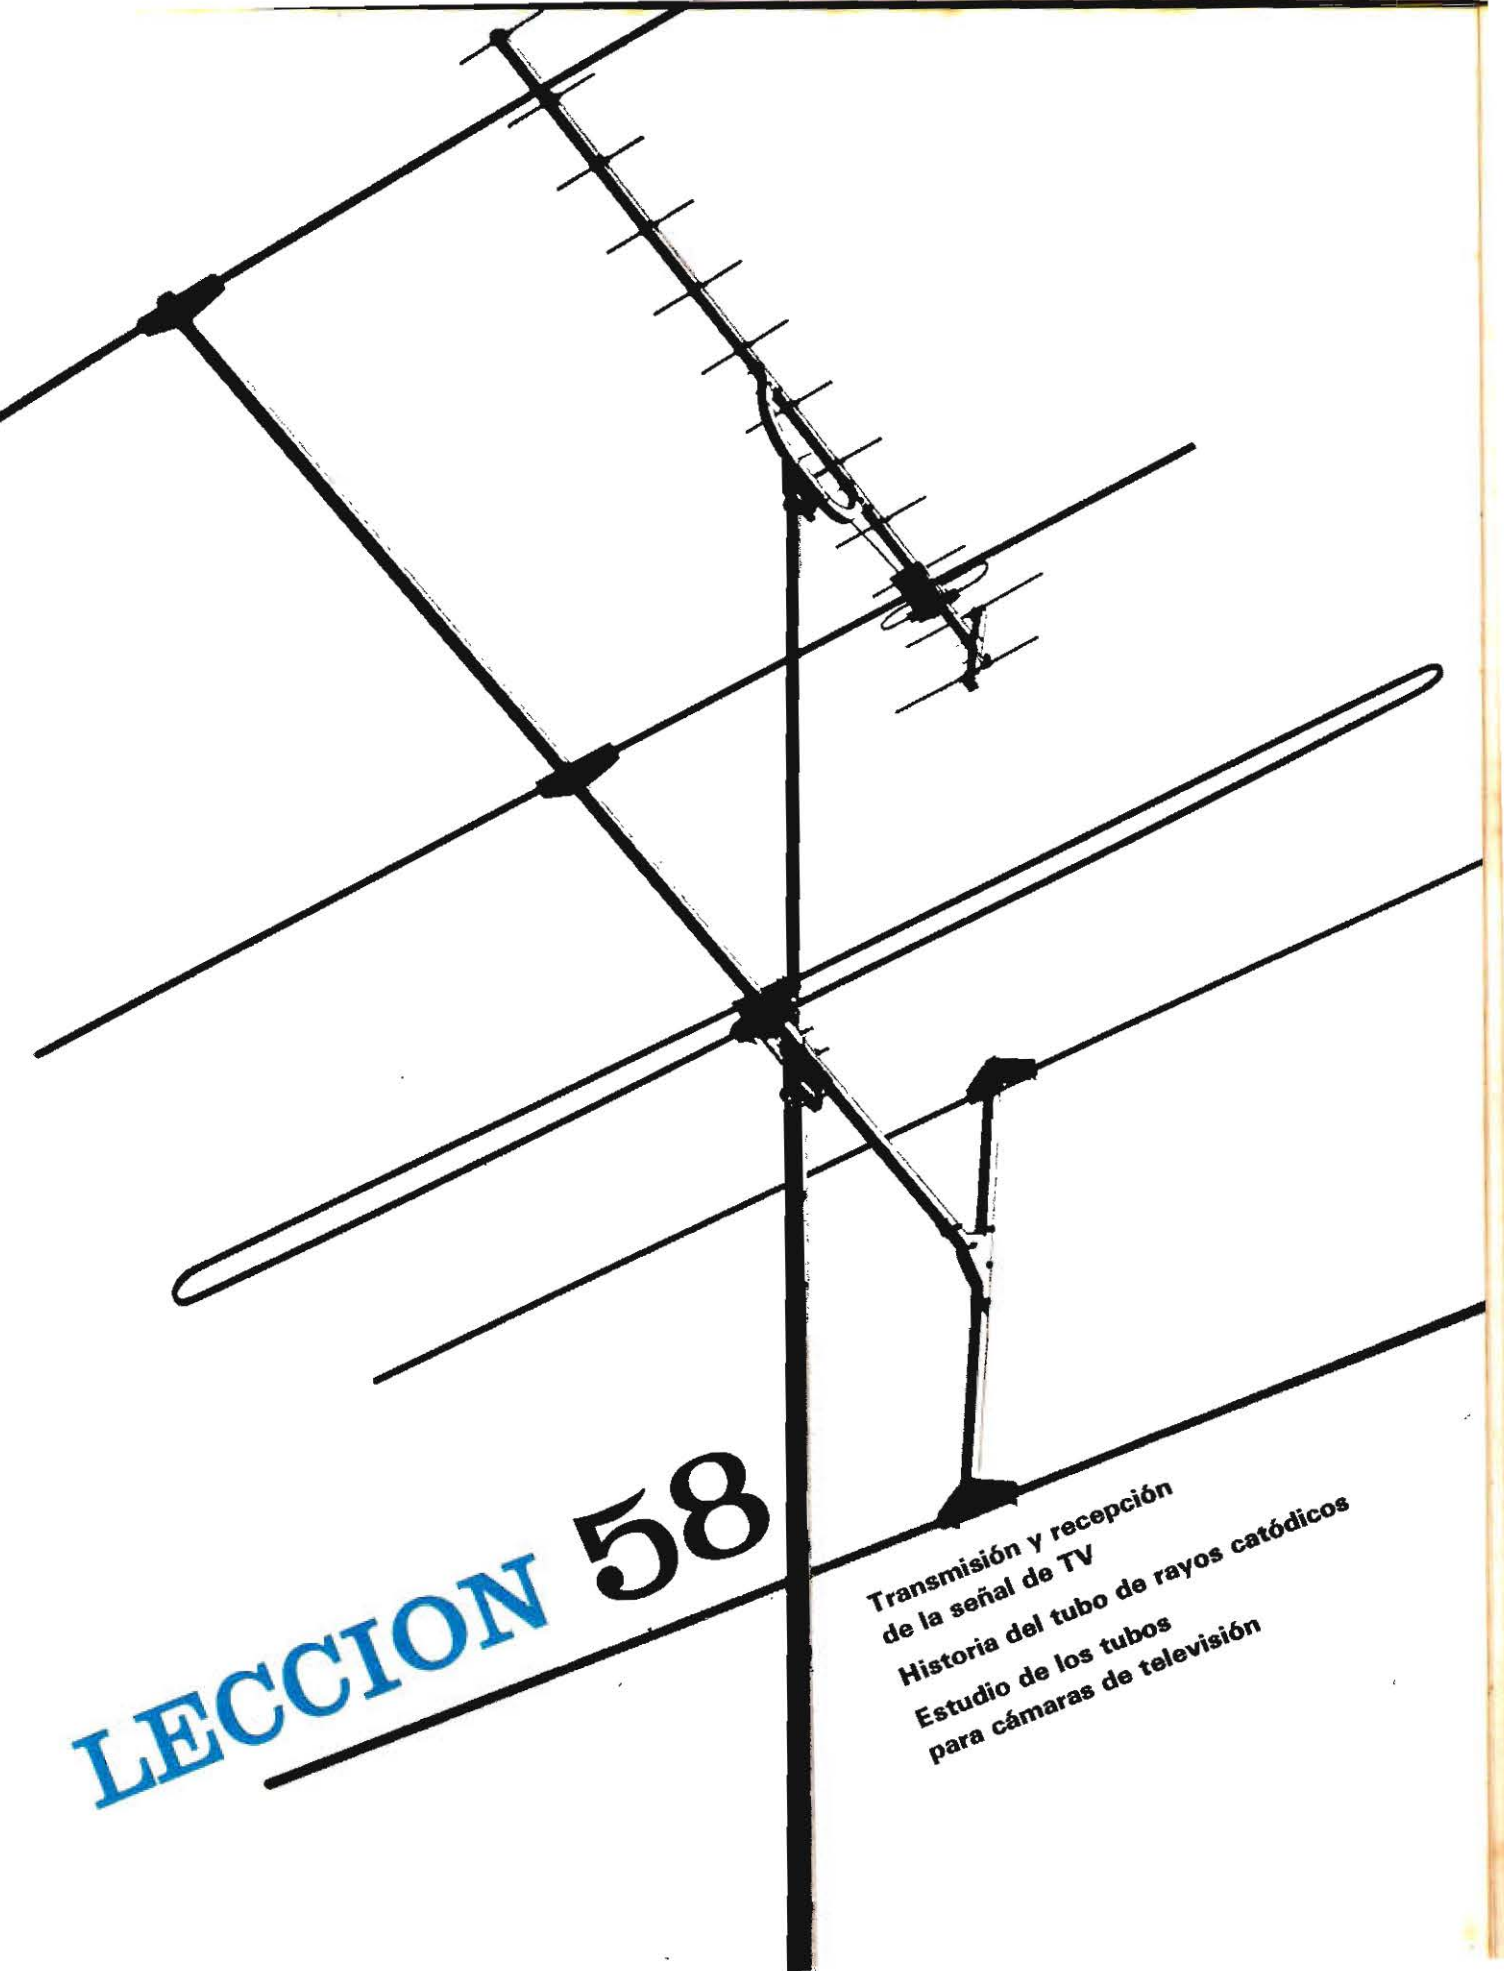 LECCION 58
Transmisión y recepción
de la señal de TV
Historia del tubo de rayos catódicos
Estudio de los tubos
para cámaras de televisión